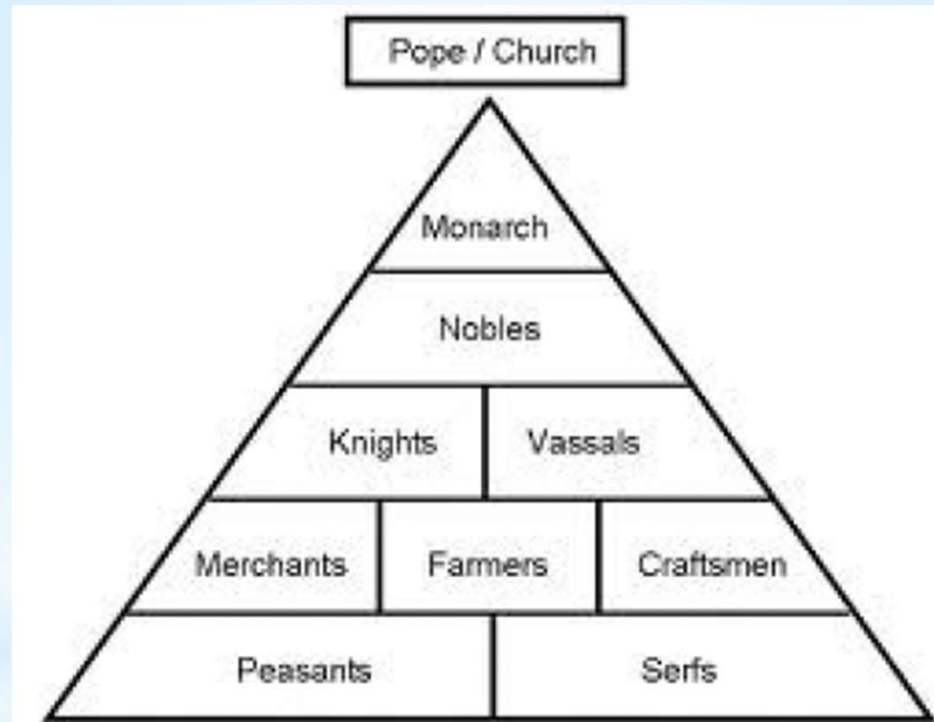 Pope / Church
Monarch
Nobles
Knights Vassals
Merchants Farmers Craftsmen
Peasants Serfs